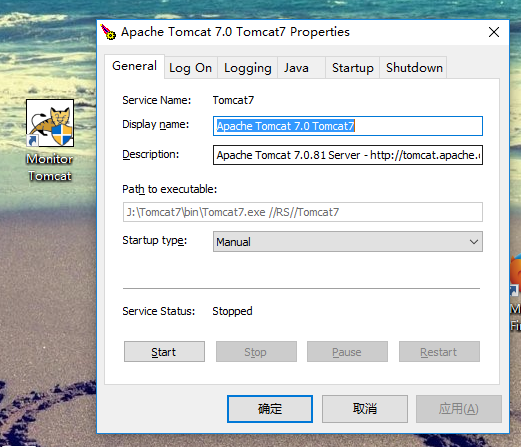 Apache Tomcat 7.0 Tomcat7 Properties
General
Log On
Logging
Java
Startup
Shutdown
Service Name:
Tomcat7
Display name:
Apache Tomcat 7.0 Tomcat7
Description:
Apache Tomcat 7.0.81 Server - http://tomcat.apache.
Path to executable:
J:\Tomcat7\bin\Tomcat7.exe //RS//Tomcat7
Startup type:
Manual
Service Status:
Stopped
Start
Stop
Pause
Restart
确定
取消
应用(A)
Monitor
Tomcat